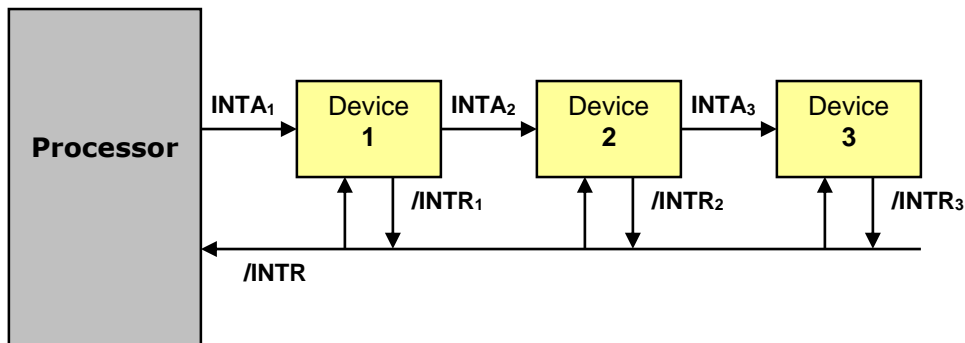 INTA₁
Device
1
INTA₂
Device
2
INTA₃
Device
3
Processor
/INTR₁
/INTR₂
/INTR₃
/INTR